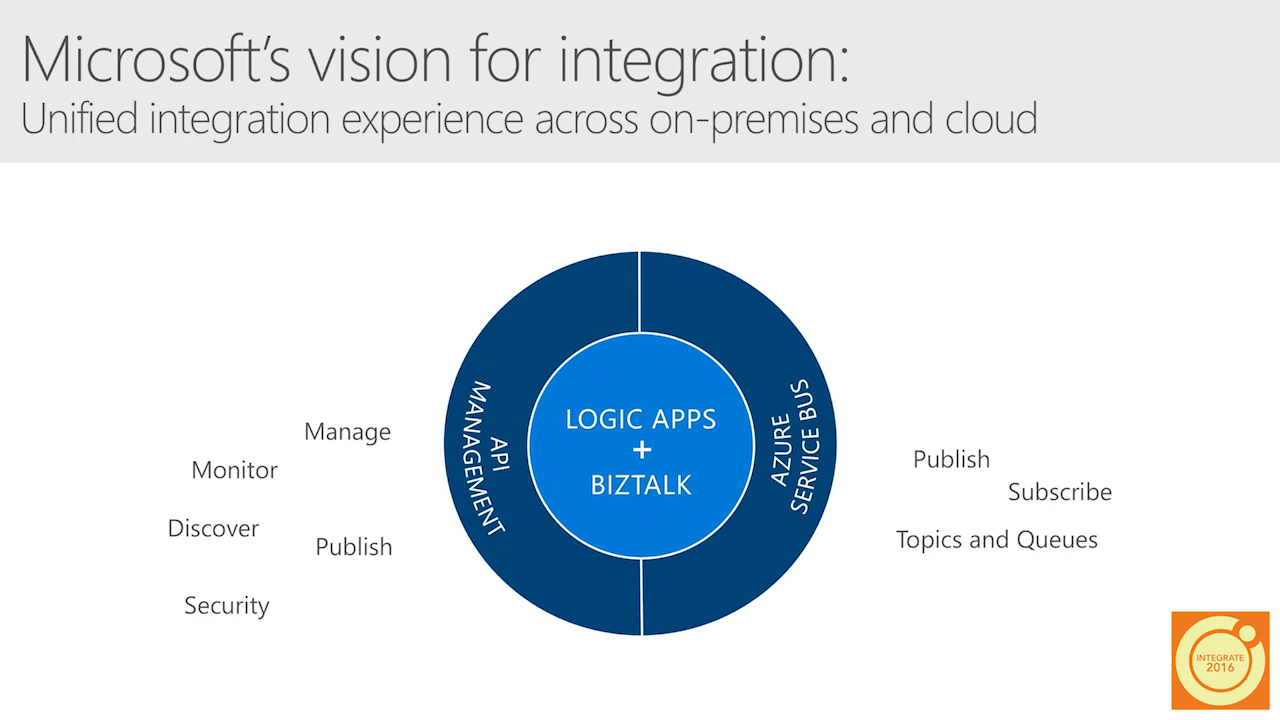 Microsoft’s vision for integration:
Unified integration experience across on-premises and cloud
Manage
Monitor
Discover
Publish
Security
API
MANAGEMENT
LOGIC APPS
+
BIZTALK
AZURE
SERVICE BUS
Publish
Subscribe
Topics and Queues
INTEGRATE
2016